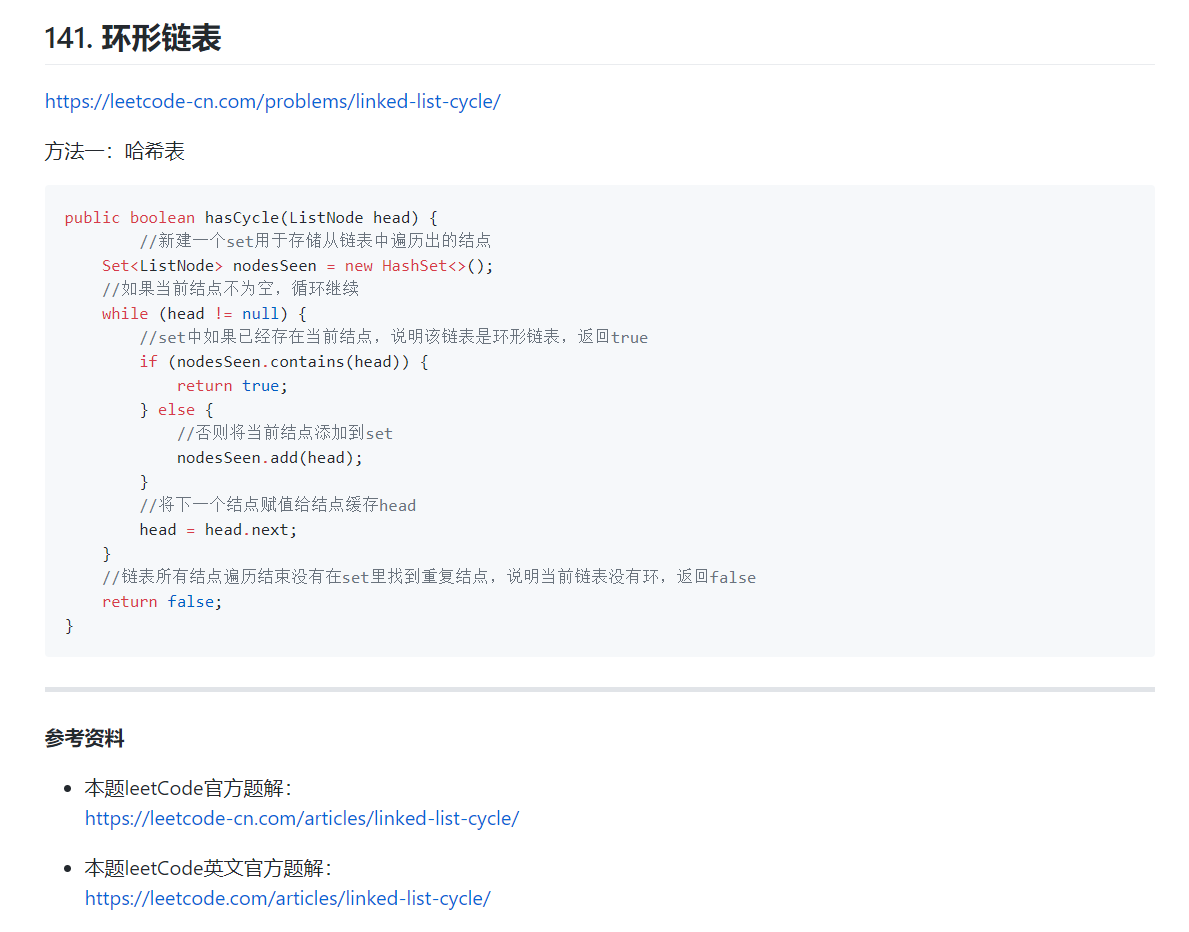 141. 环形链表
https://leetcode-cn.com/problems/linked-list-cycle/
方法一：哈希表
public boolean hasCycle(ListNode head) {
        //新建一个set用于存储从链表中遍历出的结点
    Set<ListNode> nodesSeen = new HashSet<>();
    //如果当前结点不为空，循环继续
    while (head != null) {
        //set中如果已经存在当前结点，说明该链表是环形链表，返回true
        if (nodesSeen.contains(head)) {
            return true;
        } else {
            //否则将当前结点添加到set
            nodesSeen.add(head);
        }
        //将下一个结点赋值给结点缓存head
        head = head.next;
    }
    //链表所有结点遍历结束没有在set里找到重复结点，说明当前链表没有环，返回false
    return false;
}
参考资料
• 本题leetCode官方题解：
https://leetcode-cn.com/articles/linked-list-cycle/
• 本题leetCode英文官方题解：
https://leetcode.com/articles/linked-list-cycle/